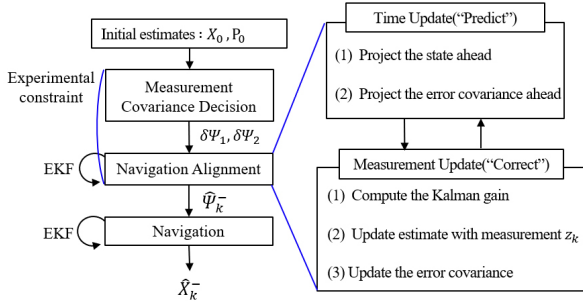 Initial estimates : X₀ , P₀
Experimental
constraint
Measurement
Covariance Decision
δΨ₁, δΨ₂
EKF
Navigation Alignment
Ψ̂ₖ⁻
EKF
Navigation
X̂ₖ⁻
Time Update(“Predict”)
(1) Project the state ahead
(2) Project the error covariance ahead
Measurement Update(“Correct”)
(1) Compute the Kalman gain
(2) Update estimate with measurement zₖ
(3) Update the error covariance